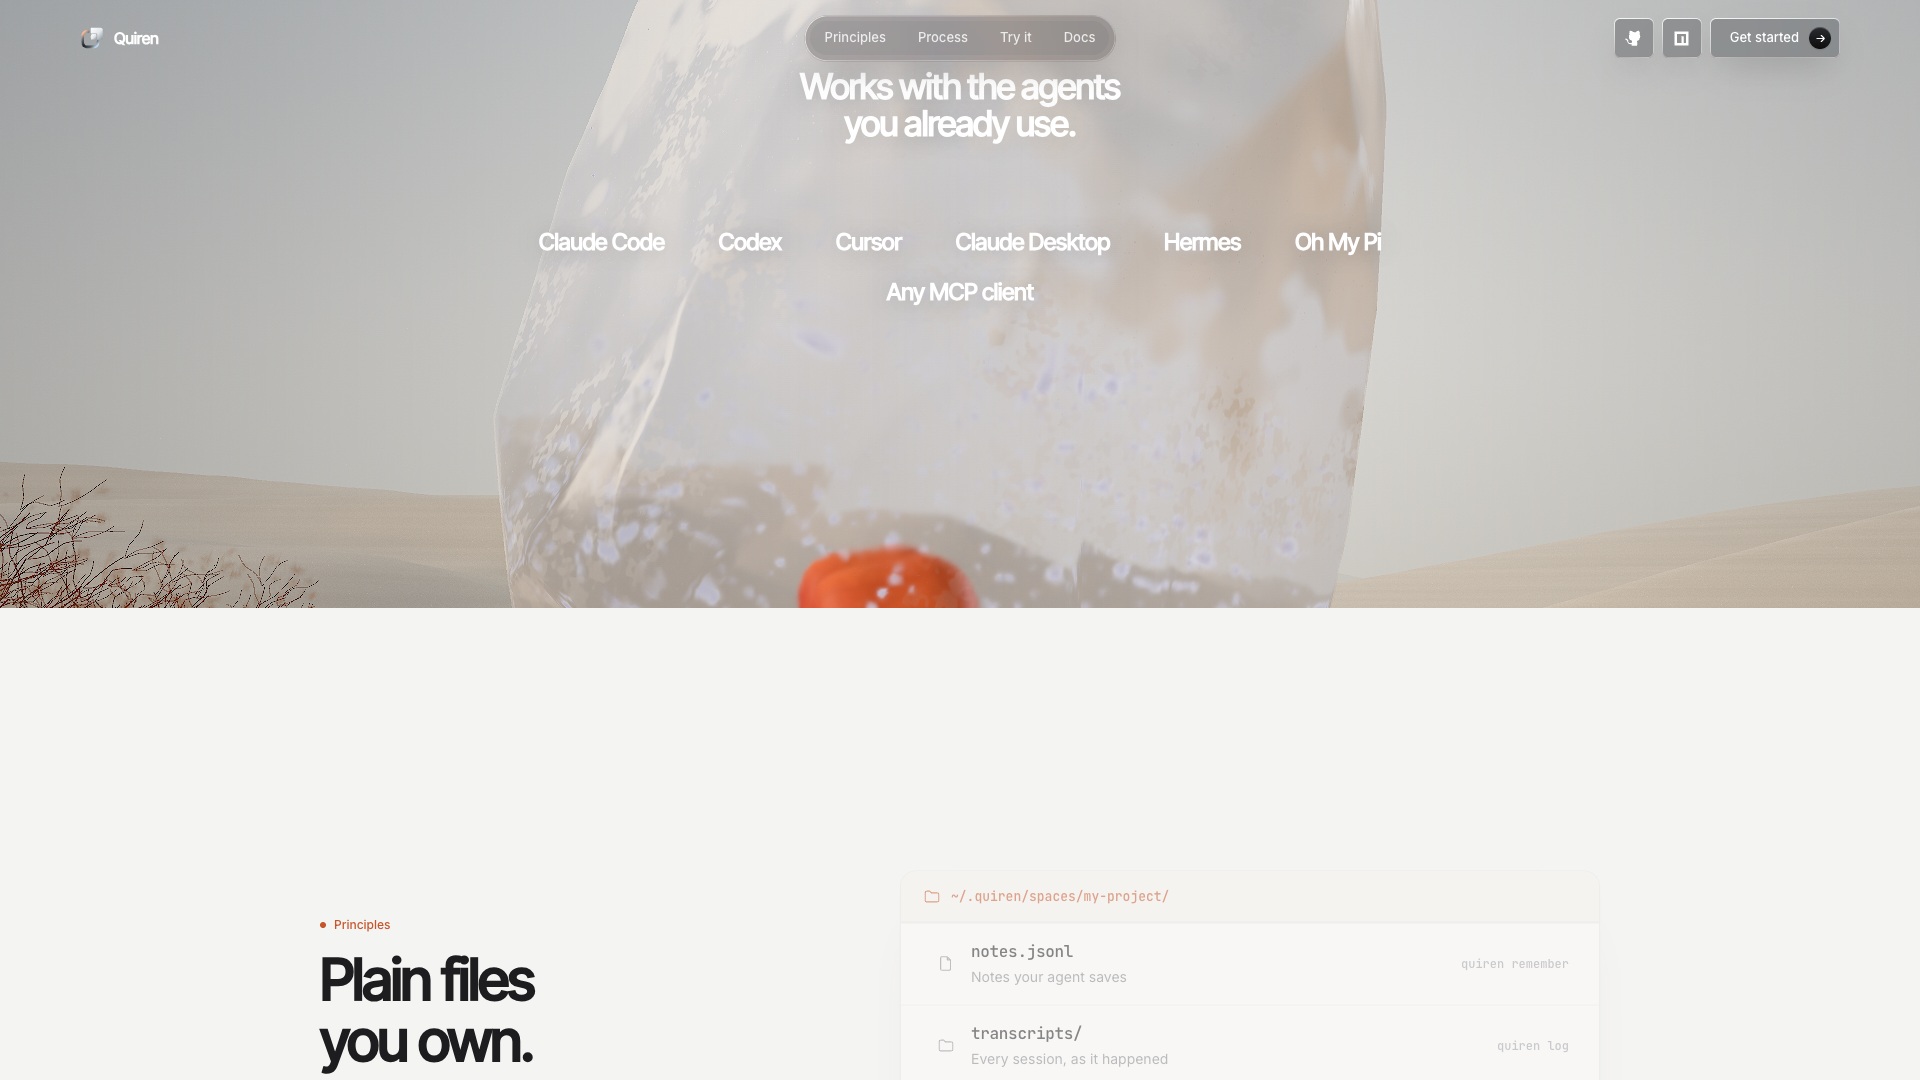 Quiren
Principles Process Try it Docs
Get started
Works with the agents
you already use.
Claude Code Codex Cursor Claude Desktop Hermes Oh My Pi
Any MCP client
Principles
Plain files
you own.
~/.quiren/spaces/my-project/
notes.jsonl
Notes your agent saves
quiren remember
transcripts/
Every session, as it happened
quiren log